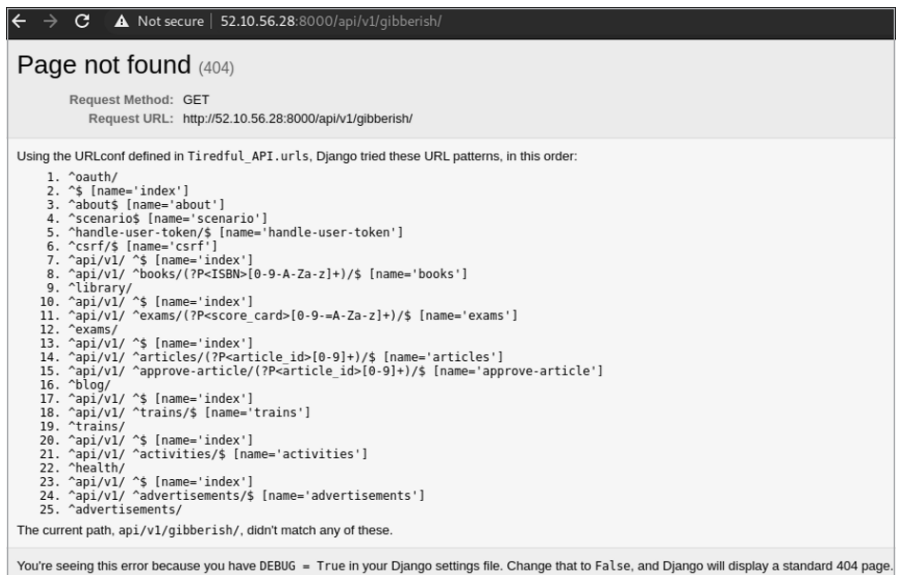 Not secure | 52.10.56.28:8000/api/v1/gibberish/
Page not found (404)
Request Method: GET
Request URL: http://52.10.56.28:8000/api/v1/gibberish/
Using the URLconf defined in Tiredful_API.urls, Django tried these URL patterns, in this order:
1. ^oauth/
2. ^$ [name='index']
3. ^about$ [name='about']
4. ^scenario$ [name='scenario']
5. ^handle-user-token/$ [name='handle-user-token']
6. ^csrf/$ [name='csrf']
7. ^api/v1/ ^$ [name='index']
8. ^api/v1/ ^books/(?P<ISBN>[0-9-A-Za-z]+)/$ [name='books']
9. ^library/
10. ^api/v1/ ^$ [name='index']
11. ^api/v1/ ^exams/(?P<score_card>[0-9-=A-Za-z]+)/$ [name='exams']
12. ^exams/
13. ^api/v1/ ^$ [name='index']
14. ^api/v1/ ^articles/(?P<article_id>[0-9]+)/$ [name='articles']
15. ^api/v1/ ^approve-article/(?P<article_id>[0-9]+)/$ [name='approve-article']
16. ^blog/
17. ^api/v1/ ^$ [name='index']
18. ^api/v1/ ^trains/$ [name='trains']
19. ^trains/
20. ^api/v1/ ^$ [name='index']
21. ^api/v1/ ^activities/$ [name='activities']
22. ^health/
23. ^api/v1/ ^$ [name='index']
24. ^api/v1/ ^advertisements/$ [name='advertisements']
25. ^advertisements/
The current path, api/v1/gibberish/, didn't match any of these.
You're seeing this error because you have DEBUG = True in your Django settings file. Change that to False, and Django will display a standard 404 page.